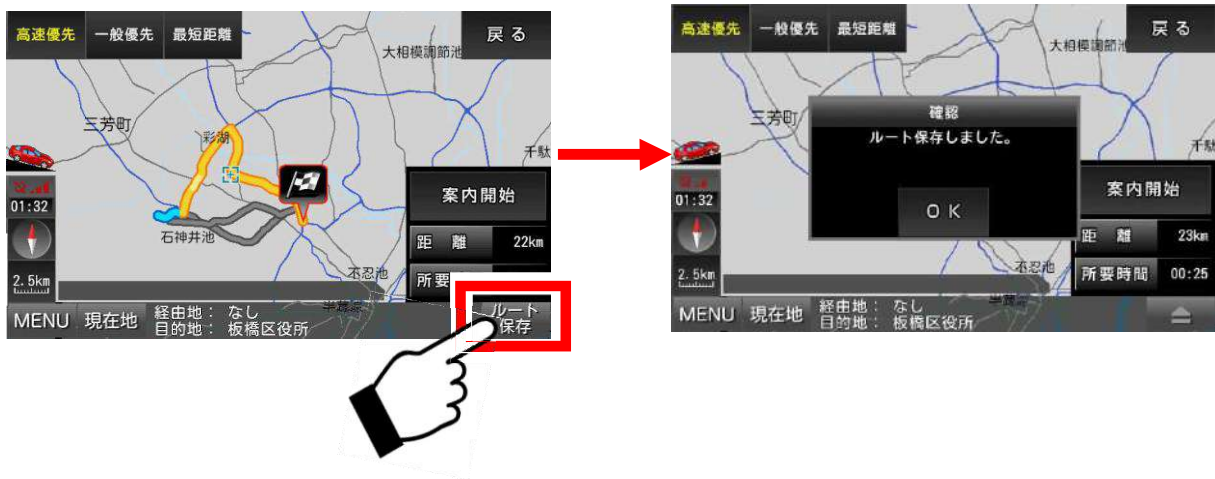 高速優先 一般優先 最短距離
戻る
大相模調節池
三芳町
彩湖
千駄
01:32
案内開始
石神井池
距 離 22km
2.5km
不忍池
所要
MENU 現在地
経由地: なし
目的地: 板橋区役所
ルート
保存
高速優先 一般優先 最短距離
戻る
大相模調節池
三芳町
確認
ルート保存しました。
千駄
01:32
案内開始
OK
距 離 23km
2.5km
不忍池
所要時間 00:25
MENU 現在地
経由地: なし
目的地: 板橋区役所